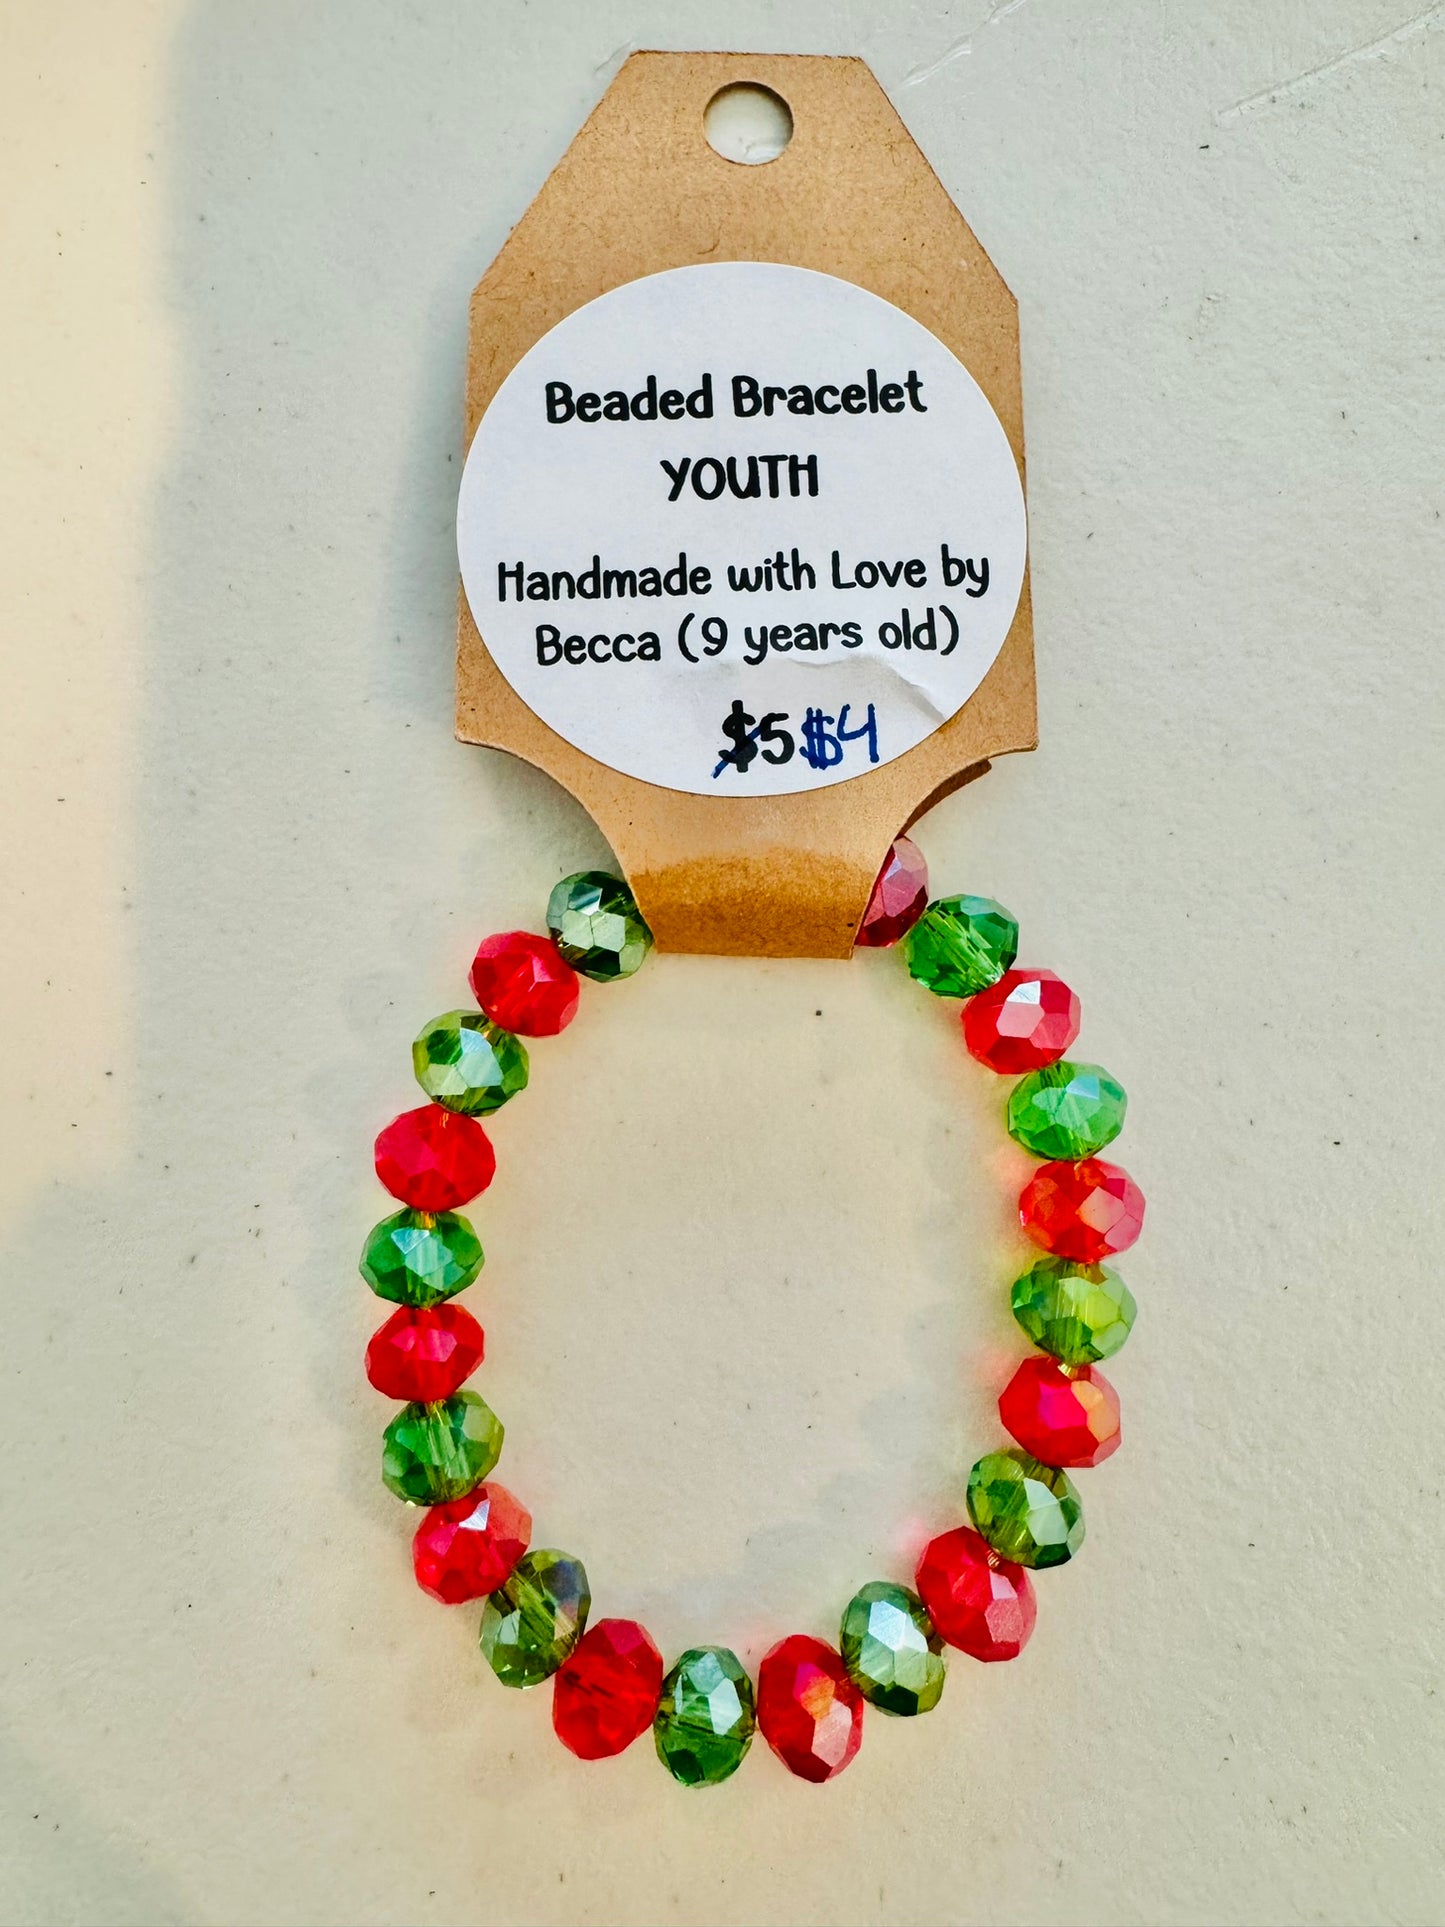 Beaded Bracelet
YOUTH
Handmade with Love by
Becca (9 years old)
$5 $4